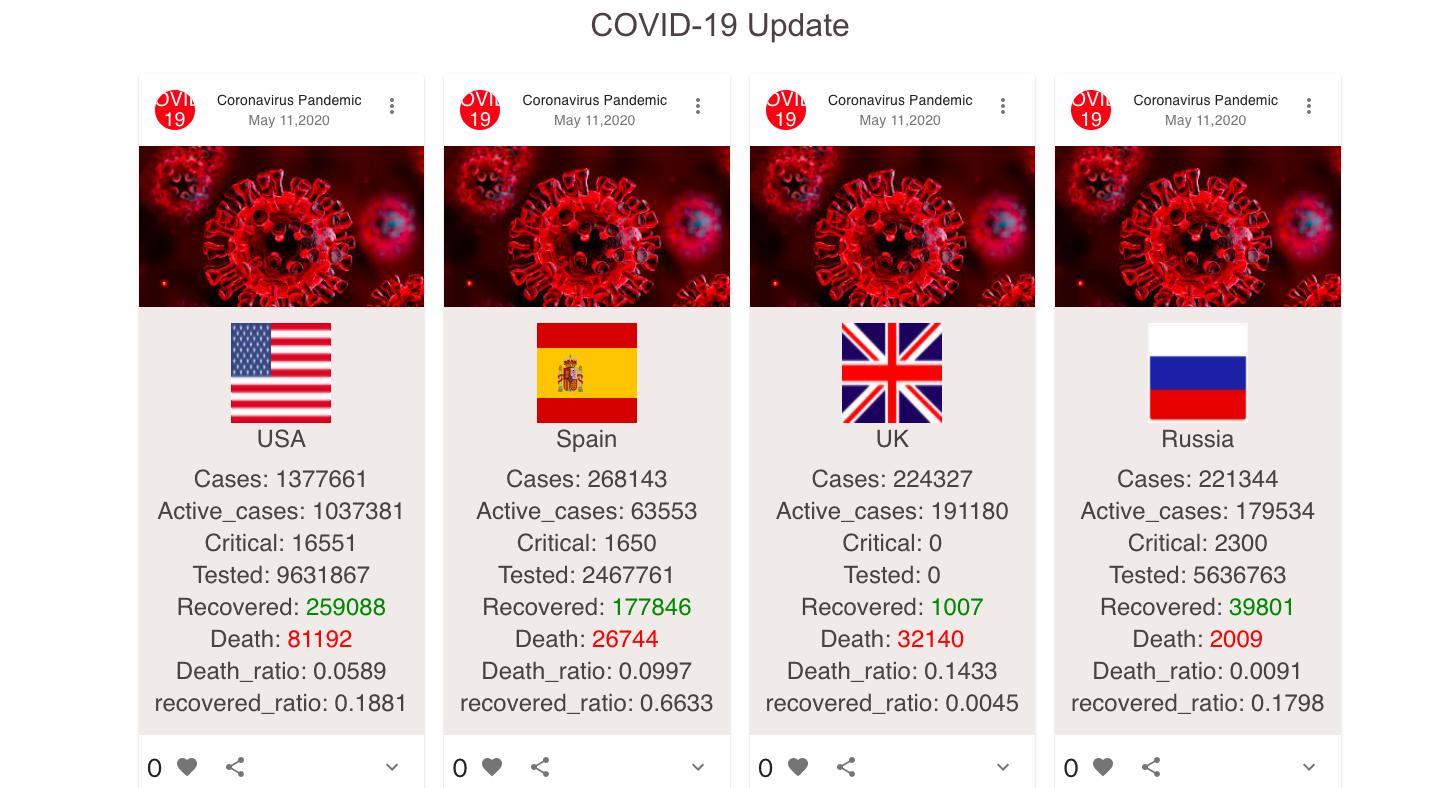 COVID-19 Update
OVID
19
Coronavirus Pandemic
May 11,2020
USA
Cases: 1377661
Active_cases: 1037381
Critical: 16551
Tested: 9631867
Recovered: 259088
Death: 81192
Death_ratio: 0.0589
recovered_ratio: 0.1881
0
OVID
19
Coronavirus Pandemic
May 11,2020
Spain
Cases: 268143
Active_cases: 63553
Critical: 1650
Tested: 2467761
Recovered: 177846
Death: 26744
Death_ratio: 0.0997
recovered_ratio: 0.6633
0
OVID
19
Coronavirus Pandemic
May 11,2020
UK
Cases: 224327
Active_cases: 191180
Critical: 0
Tested: 0
Recovered: 1007
Death: 32140
Death_ratio: 0.1433
recovered_ratio: 0.0045
0
OVID
19
Coronavirus Pandemic
May 11,2020
Russia
Cases: 221344
Active_cases: 179534
Critical: 2300
Tested: 5636763
Recovered: 39801
Death: 2009
Death_ratio: 0.0091
recovered_ratio: 0.1798
0